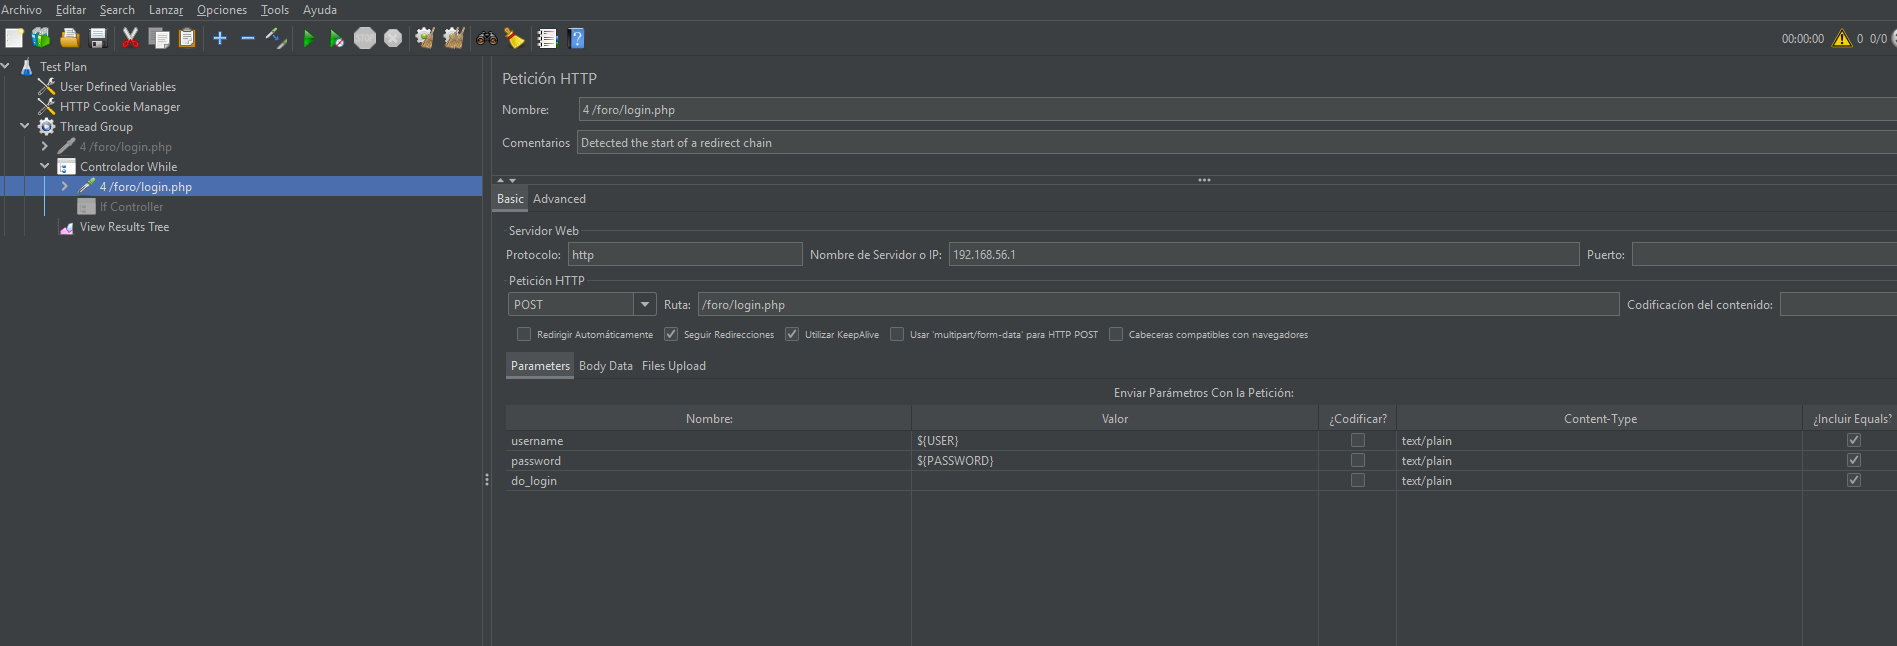 Archivo Editar Search Lanzar Opciones Tools Ayuda
00:00:00 0 0/0
Test Plan
User Defined Variables
HTTP Cookie Manager
Thread Group
4 /foro/login.php
Controlador While
4 /foro/login.php
If Controller
View Results Tree
Petición HTTP
Nombre: 4 /foro/login.php
Comentarios Detected the start of a redirect chain
Basic Advanced
Servidor Web
Protocolo: http Nombre de Servidor o IP: 192.168.56.1 Puerto:
Petición HTTP
POST Ruta: /foro/login.php Codificacíon del contenido:
Redirigir Automáticamente Seguir Redirecciones Utilizar KeepAlive Usar 'multipart/form-data' para HTTP POST Cabeceras compatibles con navegadores
Parameters Body Data Files Upload
Enviar Parámetros Con la Petición:
Nombre: Valor ¿Codificar? Content-Type ¿Incluir Equals?
username ${USER} text/plain
password ${PASSWORD} text/plain
do_login text/plain